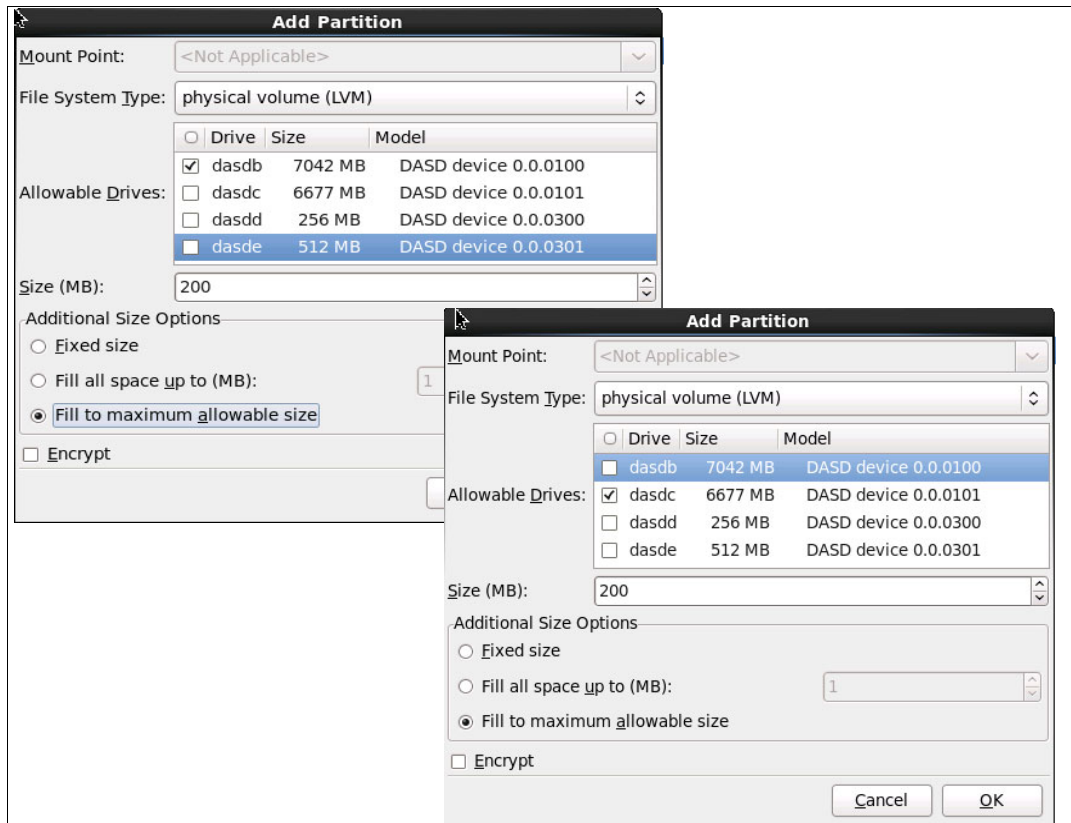 Add Partition
Mount Point: <Not Applicable>
File System Type: physical volume (LVM)
Drive Size Model
dasdb 7042 MB DASD device 0.0.0100
Allowable Drives: dasdc 6677 MB DASD device 0.0.0101
dasdd 256 MB DASD device 0.0.0300
dasde 512 MB DASD device 0.0.0301
Size (MB): 200
Additional Size Options
Fixed size
Fill all space up to (MB): 1
Fill to maximum allowable size
Encrypt
Add Partition
Mount Point: <Not Applicable>
File System Type: physical volume (LVM)
Drive Size Model
dasdb 7042 MB DASD device 0.0.0100
Allowable Drives: dasdc 6677 MB DASD device 0.0.0101
dasdd 256 MB DASD device 0.0.0300
dasde 512 MB DASD device 0.0.0301
Size (MB): 200
Additional Size Options
Fixed size
Fill all space up to (MB): 1
Fill to maximum allowable size
Encrypt
Cancel OK